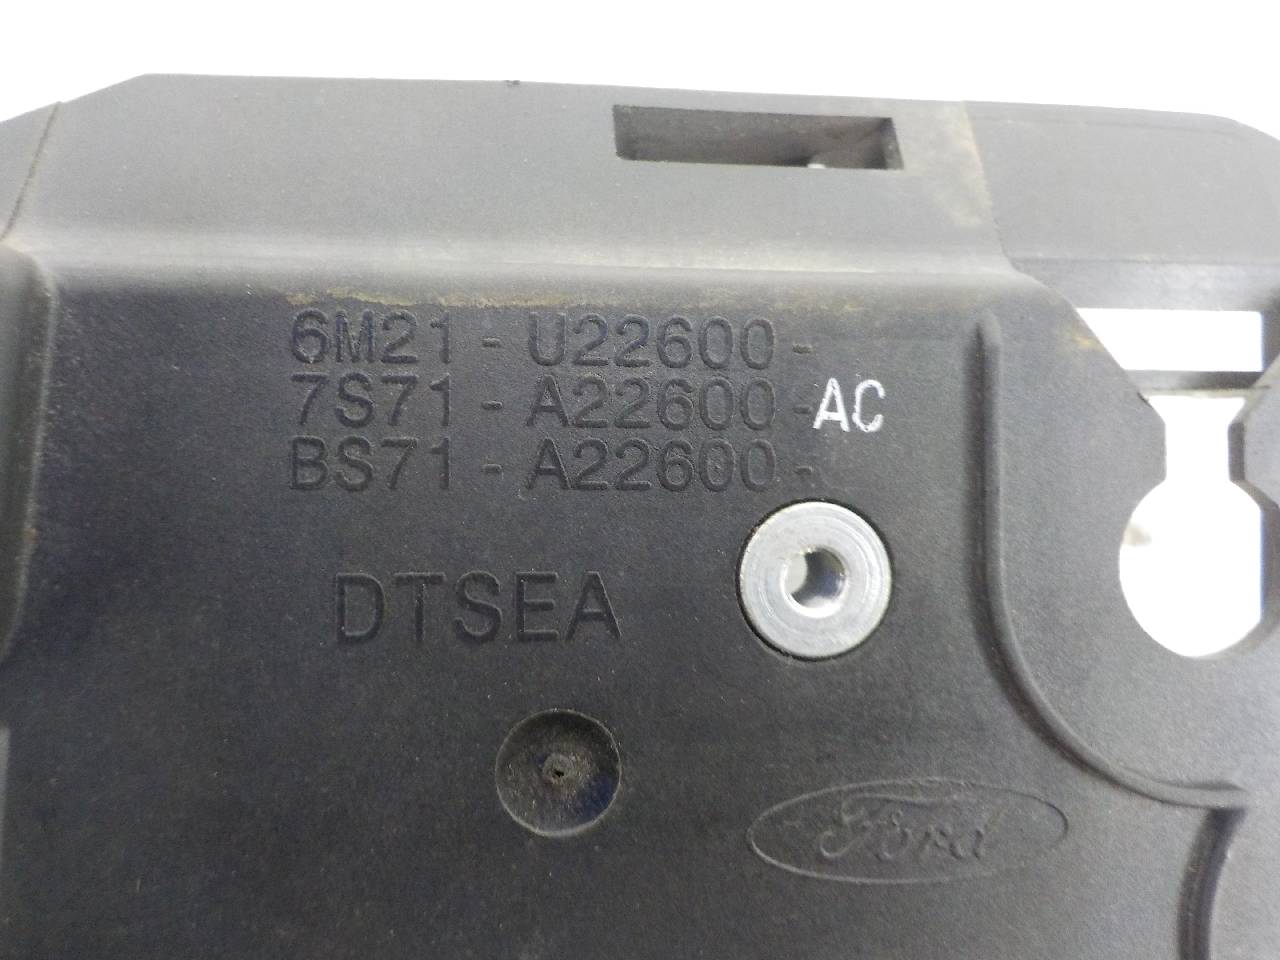 6M21 - U22600 -
7S71 - A22600 - AC
BS71 - A22600 -
DTSEA
Ford